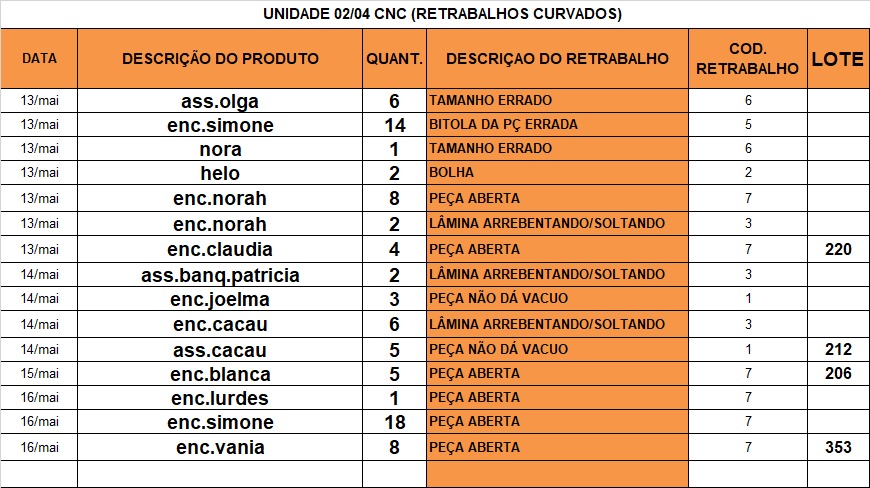 UNIDADE 02/04 CNC (RETRABALHOS CURVADOS)
DATA DESCRIÇÃO DO PRODUTO QUANT. DESCRIÇAO DO RETRABALHO COD. RETRABALHO LOTE
13/mai ass.olga 6 TAMANHO ERRADO 6
13/mai enc.simone 14 BITOLA DA PÇ ERRADA 5
13/mai nora 1 TAMANHO ERRADO 6
13/mai helo 2 BOLHA 2
13/mai enc.norah 8 PEÇA ABERTA 7
13/mai enc.norah 2 LÂMINA ARREBENTANDO/SOLTANDO 3
13/mai enc.claudia 4 PEÇA ABERTA 7 220
14/mai ass.banq.patricia 2 LÂMINA ARREBENTANDO/SOLTANDO 3
14/mai enc.joelma 3 PEÇA NÃO DÁ VACUO 1
14/mai enc.cacau 6 LÂMINA ARREBENTANDO/SOLTANDO 3
14/mai ass.cacau 5 PEÇA NÃO DÁ VACUO 1 212
15/mai enc.blanca 5 PEÇA ABERTA 7 206
16/mai enc.lurdes 1 PEÇA ABERTA 7
16/mai enc.simone 18 PEÇA ABERTA 7
16/mai enc.vania 8 PEÇA ABERTA 7 353